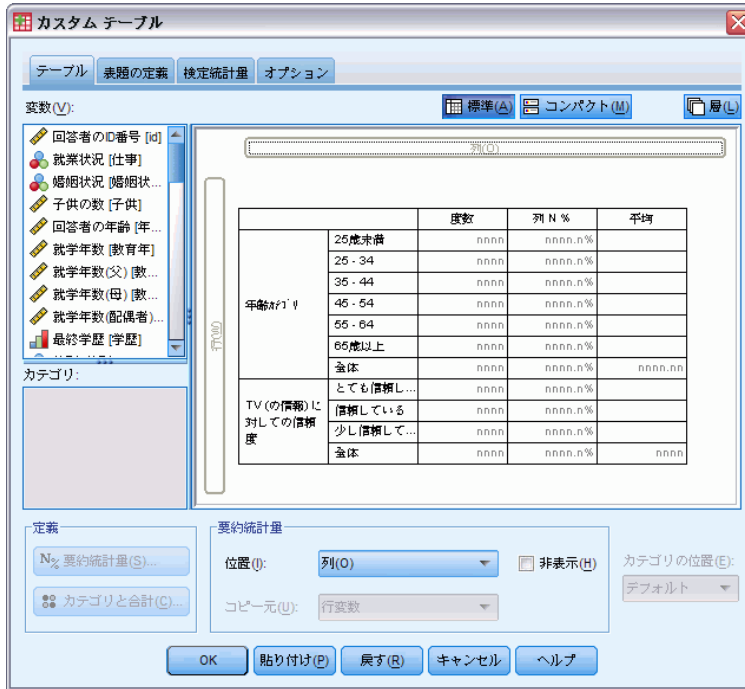 カスタム テーブル
テーブル 表題の定義 検定統計量 オプション
変数(V):
標準(A) コンパクト(M) 層(L)
回答者のID番号 [id]
就業状況 [仕事]
婚姻状況 [婚姻状...
子供の数 [子供]
回答者の年齢 [年...
就学年数 [教育年]
就学年数(父) [教...
就学年数(母) [教...
就学年数(配偶者)...
最終学歴 [学歴]
列(O)
行(W)
度数 列 N % 平均
年齢ｶﾃｺﾞﾘ
25歳未満 nnnn nnnn.n%
25 - 34 nnnn nnnn.n%
35 - 44 nnnn nnnn.n%
45 - 54 nnnn nnnn.n%
55 - 64 nnnn nnnn.n%
65歳以上 nnnn nnnn.n%
全体 nnnn nnnn.n% nnnn.nn
TV (の情報) に対しての信頼度
とても信頼し... nnnn nnnn.n%
信頼している nnnn nnnn.n%
少し信頼して... nnnn nnnn.n%
全体 nnnn nnnn.n% nnnn
カテゴリ:
定義
N% 要約統計量(S)...
カテゴリと合計(C)...
要約統計量
位置(I): 列(O) 非表示(H)
コピー元(U): 行変数
カテゴリの位置(E):
デフォルト
OK 貼り付け(P) 戻す(R) キャンセル ヘルプ